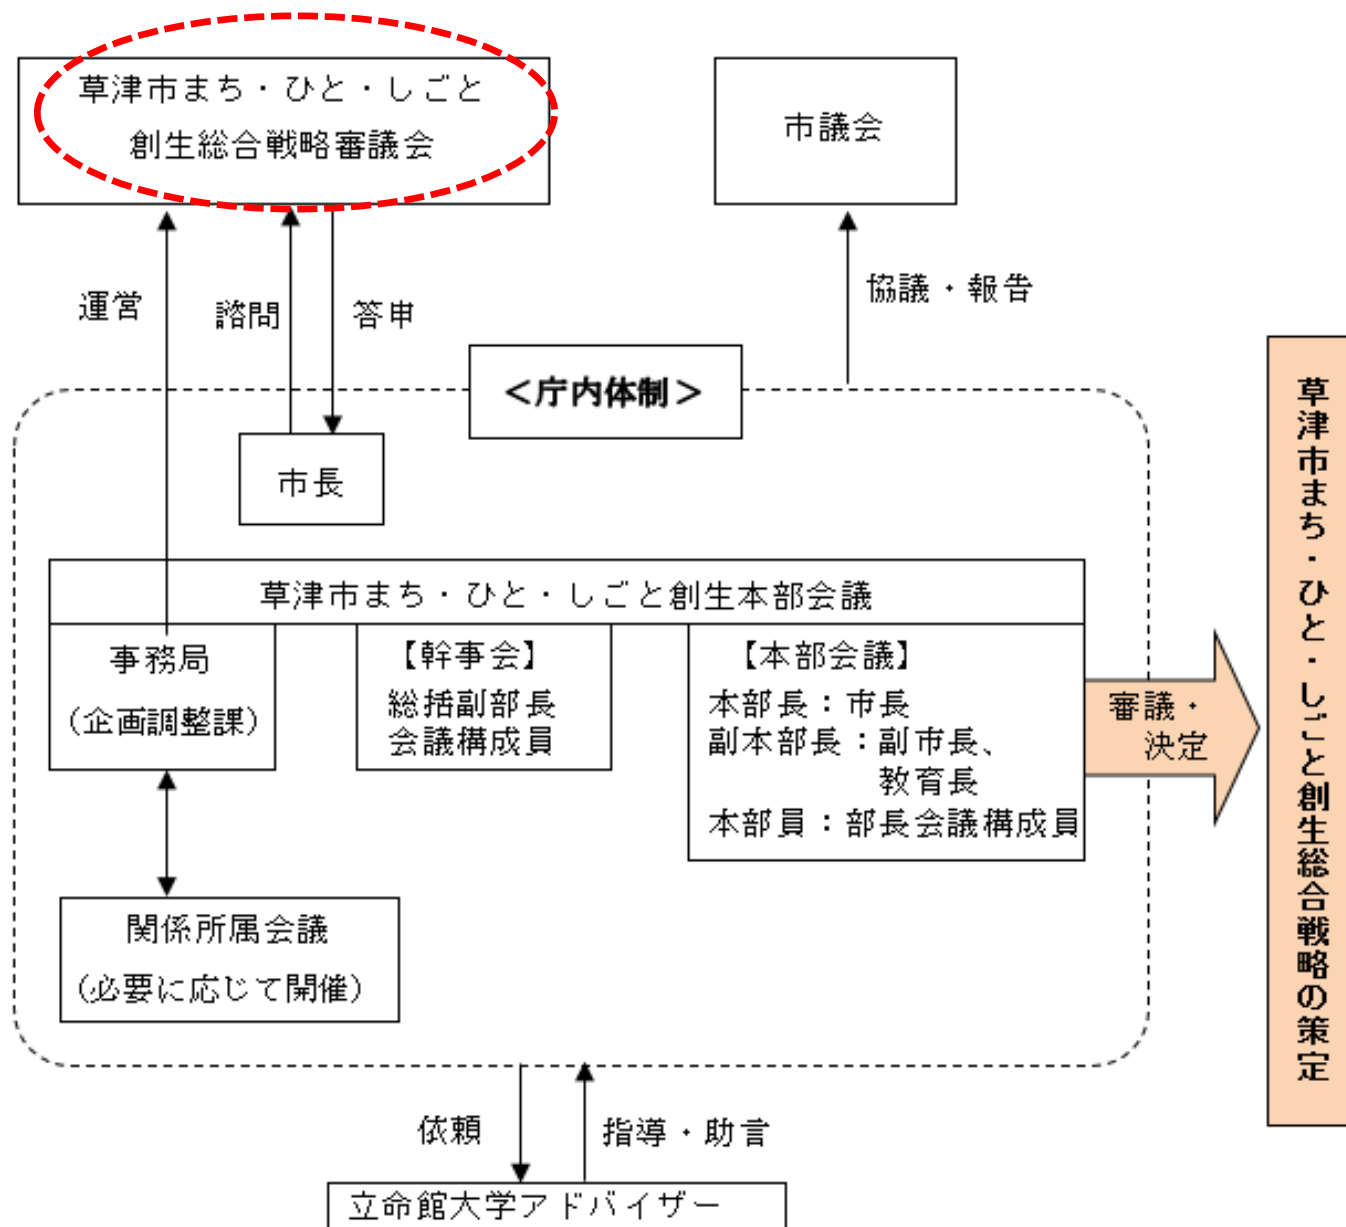 草津市まち・ひと・しごと
創生総合戦略審議会
市議会
運営
諮問
答申
協議・報告
＜庁内体制＞
市長
草津市まち・ひと・しごと創生本部会議
事務局
（企画調整課）
【幹事会】
総括副部長
会議構成員
【本部会議】
本部長：市長
副本部長：副市長、
教育長
本部員：部長会議構成員
審議・
決定
草津市まち・ひと・しごと創生総合戦略の策定
関係所属会議
（必要に応じて開催）
依頼
指導・助言
立命館大学アドバイザー